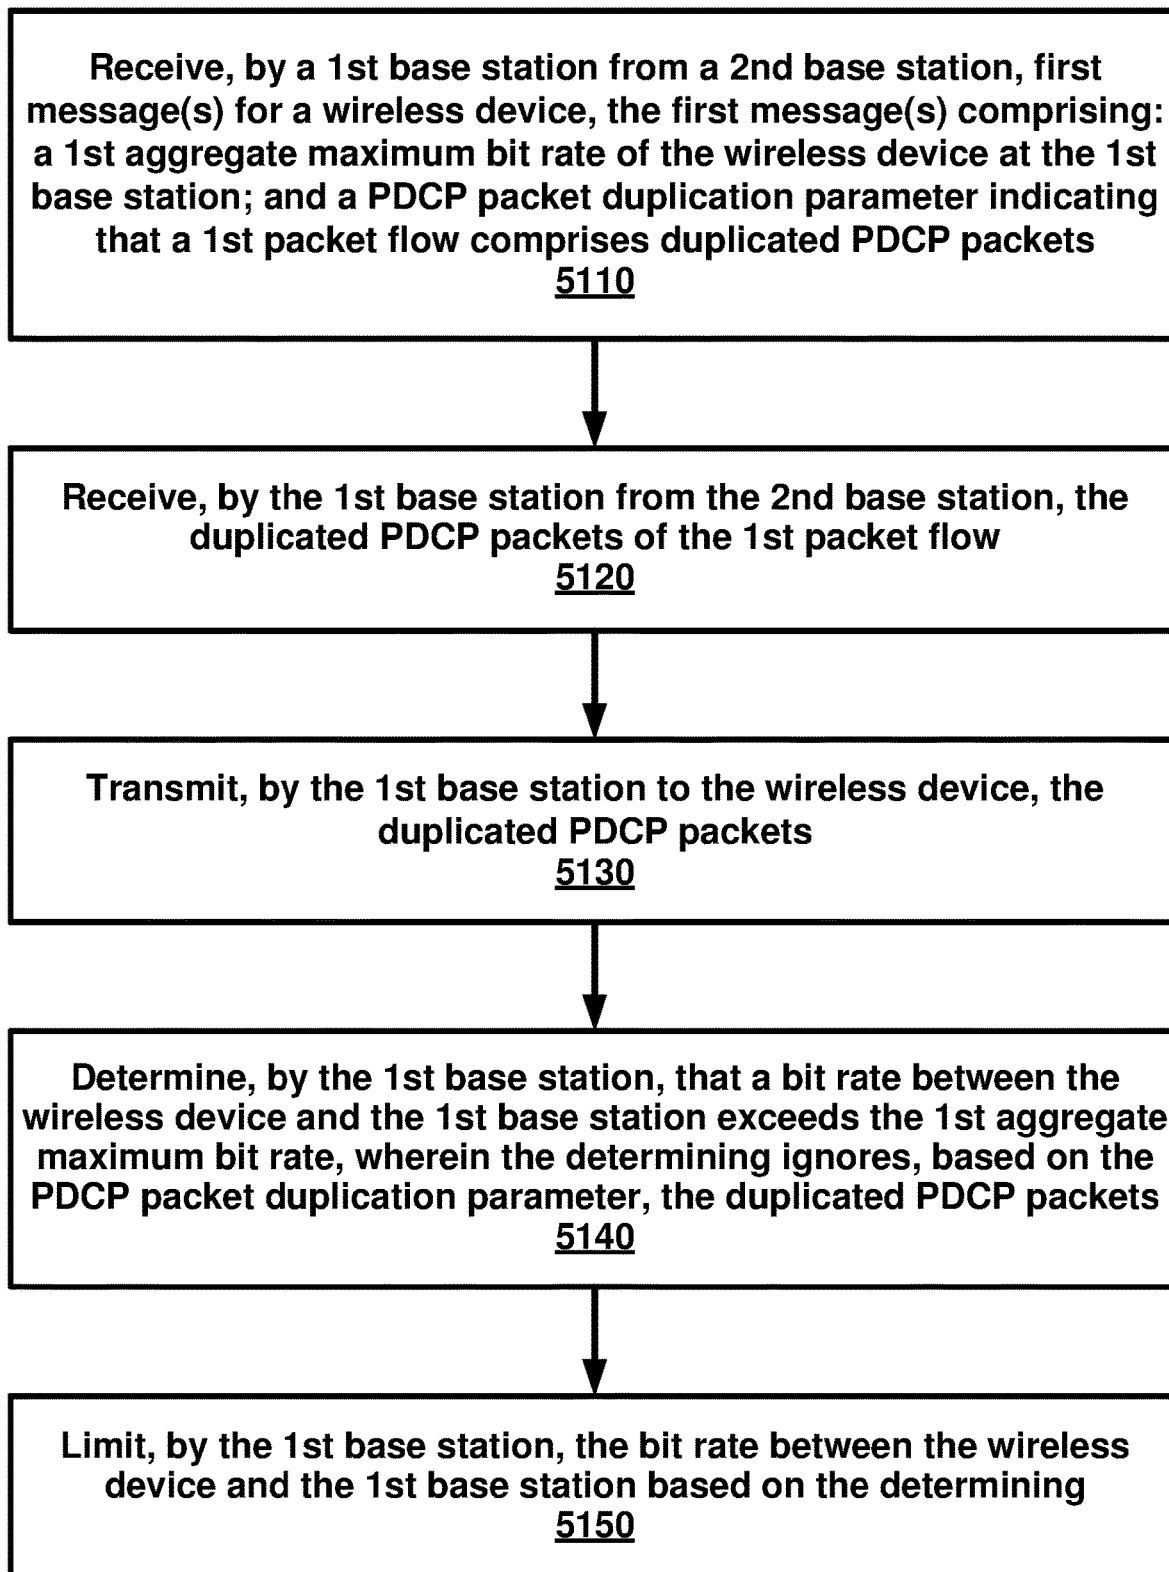 Receive, by a 1st base station from a 2nd base station, first
message(s) for a wireless device, the first message(s) comprising:
a 1st aggregate maximum bit rate of the wireless device at the 1st
base station; and a PDCP packet duplication parameter indicating
that a 1st packet flow comprises duplicated PDCP packets
5110
Receive, by the 1st base station from the 2nd base station, the
duplicated PDCP packets of the 1st packet flow
5120
Transmit, by the 1st base station to the wireless device, the
duplicated PDCP packets
5130
Determine, by the 1st base station, that a bit rate between the
wireless device and the 1st base station exceeds the 1st aggregate
maximum bit rate, wherein the determining ignores, based on the
PDCP packet duplication parameter, the duplicated PDCP packets
5140
Limit, by the 1st base station, the bit rate between the wireless
device and the 1st base station based on the determining
5150